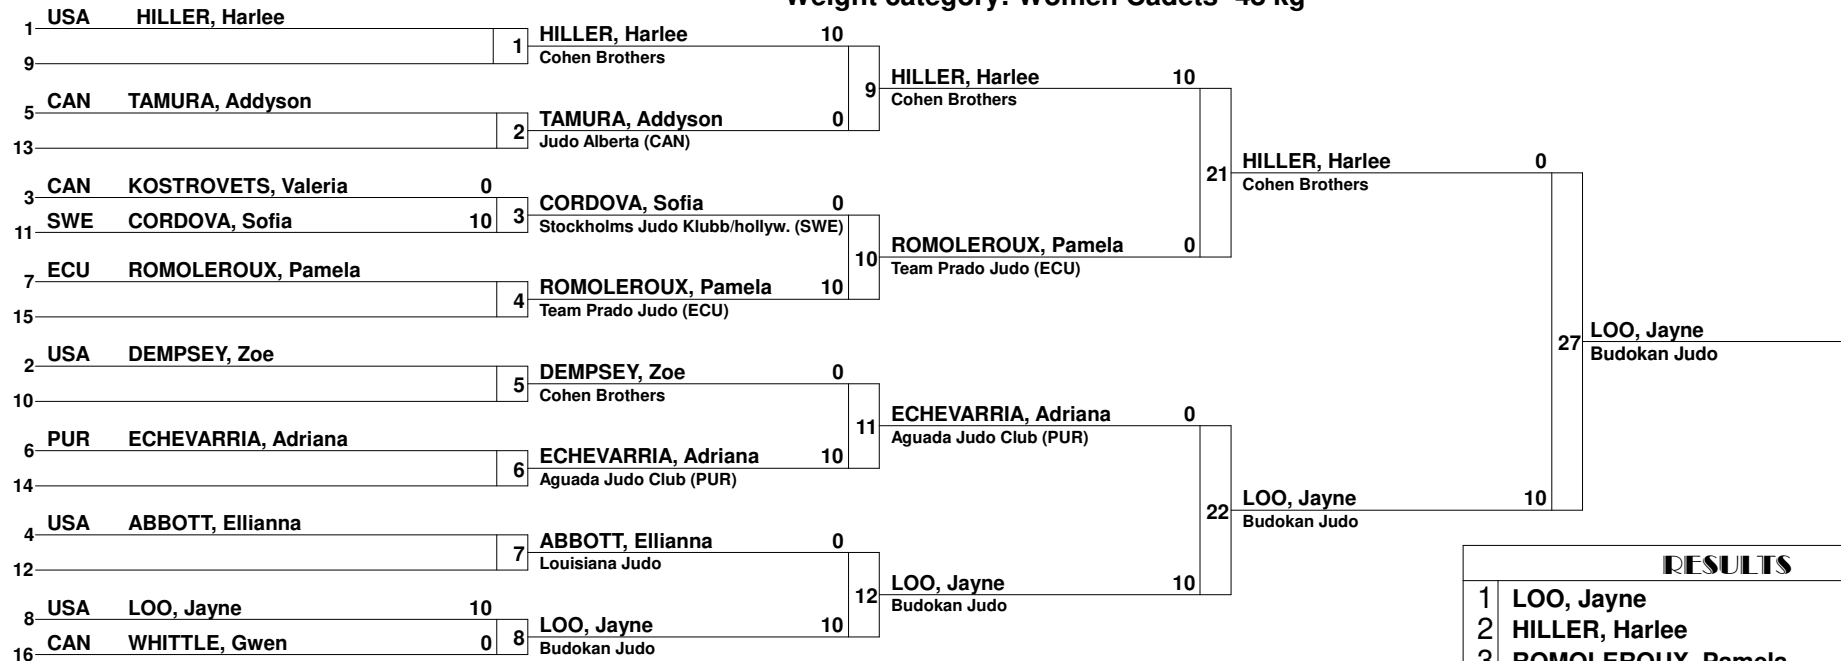 Weight category: Women Cadets -48 kg
1 USA HILLER, Harlee
9
1 HILLER, Harlee 10
Cohen Brothers
5 CAN TAMURA, Addyson
13
2 TAMURA, Addyson 0
Judo Alberta (CAN)
9 HILLER, Harlee 10
Cohen Brothers
3 CAN KOSTROVETS, Valeria 0
11 SWE CORDOVA, Sofia 10
3 CORDOVA, Sofia 0
Stockholms Judo Klubb/hollyw. (SWE)
7 ECU ROMOLEROUX, Pamela
15
4 ROMOLEROUX, Pamela 10
Team Prado Judo (ECU)
10 ROMOLEROUX, Pamela 0
Team Prado Judo (ECU)
21 HILLER, Harlee 0
Cohen Brothers
2 USA DEMPSEY, Zoe
10
5 DEMPSEY, Zoe 0
Cohen Brothers
6 PUR ECHEVARRIA, Adriana
14
6 ECHEVARRIA, Adriana 10
Aguada Judo Club (PUR)
11 ECHEVARRIA, Adriana 0
Aguada Judo Club (PUR)
4 USA ABBOTT, Ellianna
12
7 ABBOTT, Ellianna 0
Louisiana Judo
8 USA LOO, Jayne 10
16 CAN WHITTLE, Gwen 0
8 LOO, Jayne 10
Budokan Judo
12 LOO, Jayne 10
Budokan Judo
22 LOO, Jayne 10
Budokan Judo
27 LOO, Jayne
Budokan Judo
RESULTS
1 LOO, Jayne
2 HILLER, Harlee
3 ROMOLEROUX, Pamela